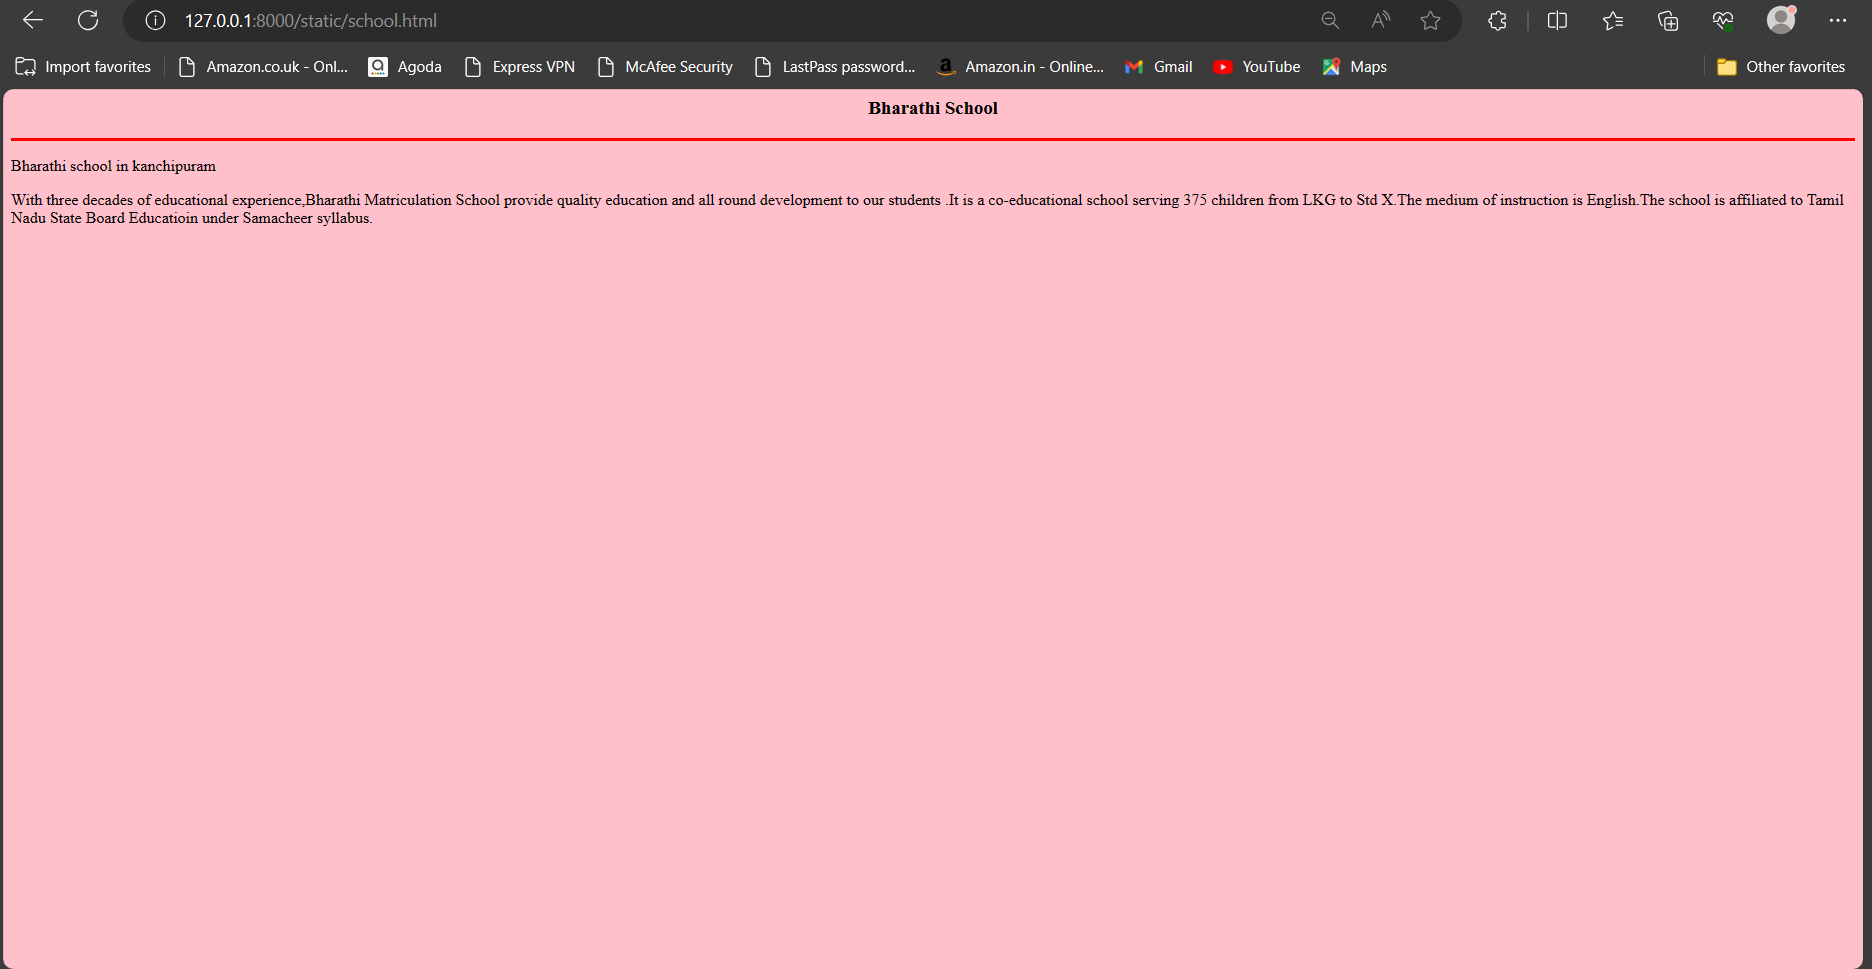 127.0.0.1:8000/static/school.html
Import favorites Amazon.co.uk - Onl... Agoda Express VPN McAfee Security LastPass password... Amazon.in - Online... Gmail YouTube Maps Other favorites
Bharathi School
Bharathi school in kanchipuram
With three decades of educational experience,Bharathi Matriculation School provide quality education and all round development to our students .It is a co-educational school serving 375 children from LKG to Std X.The medium of instruction is English.The school is affiliated to Tamil
Nadu State Board Educatioin under Samacheer syllabus.